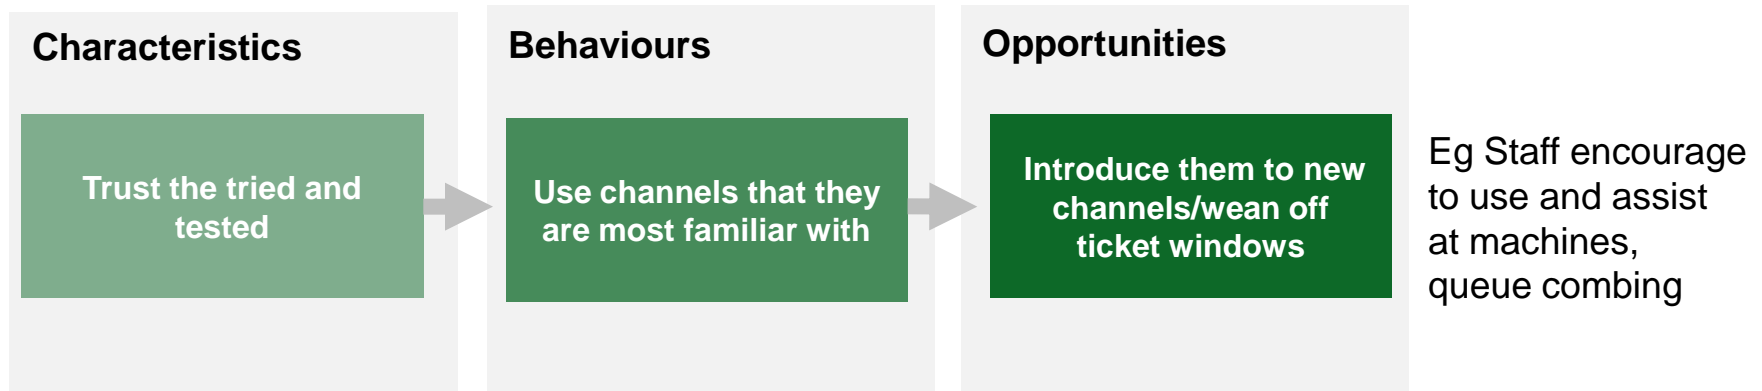 Characteristics
Trust the tried and
tested
Behaviours
Use channels that they
are most familiar with
Opportunities
Introduce them to new
channels/wean off
ticket windows
Eg Staff encourage
to use and assist
at machines,
queue combing